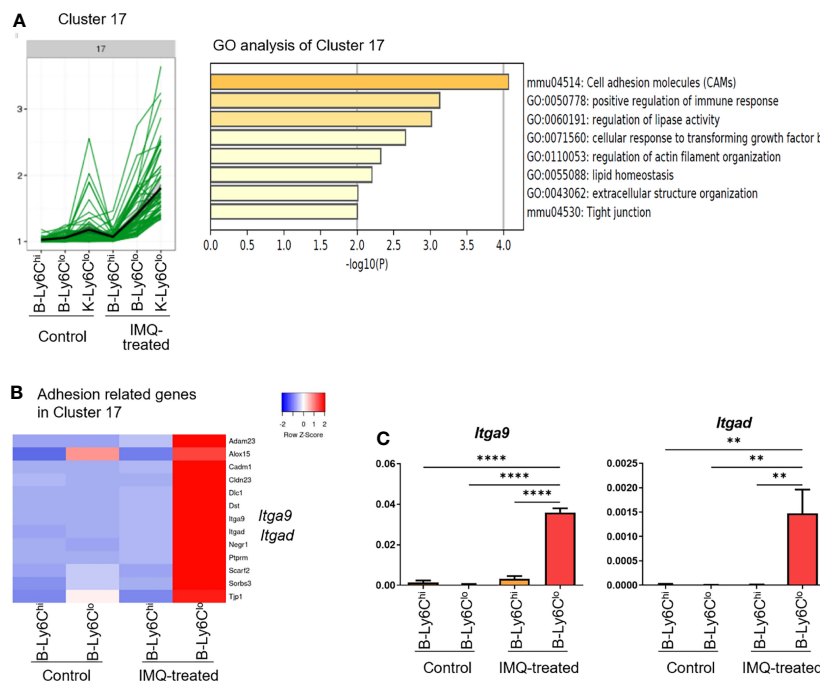 A
Cluster 17
17
3
2
1
B-Ly6Chi
B-Ly6Clo
K-Ly6Clo
B-Ly6Chi
B-Ly6Clo
K-Ly6Clo
Control
IMQ-
treated
GO analysis of Cluster 17
mmu04514: Cell adhesion molecules (CAMs)
GO:0050778: positive regulation of immune response
GO:0060191: regulation of lipase activity
GO:0071560: cellular response to transforming growth factor b
GO:0110053: regulation of actin filament organization
GO:0055088: lipid homeostasis
GO:0043062: extracellular structure organization
mmu04530: Tight junction
0.0 0.5 1.0 1.5 2.0 2.5 3.0 3.5 4.0
-log10(P)
B
Adhesion related genes
in Cluster 17
-2 0 1 2
Row Z-Score
Adam23
Alox15
Cadm1
Cldn23
Dlc1
Dst
Itga9
Itgad
Negr1
Ptprm
Scarf2
Sorbs3
Tjp1
Itga9
Itgad
B-Ly6Chi
B-Ly6Clo
B-Ly6Chi
B-Ly6Clo
Control
IMQ-treated
C
Itga9
****
****
****
0.06
0.04
0.02
0.00
B-Ly6Chi
B-Ly6Clo
B-Ly6Chi
B-Ly6Clo
Control
IMQ-treated
Itgad
**
**
**
0.0025
0.0020
0.0015
0.0010
0.0005
0.0000
B-Ly6Chi
B-Ly6Clo
B-Ly6Chi
B-Ly6Clo
Control
IMQ-treated